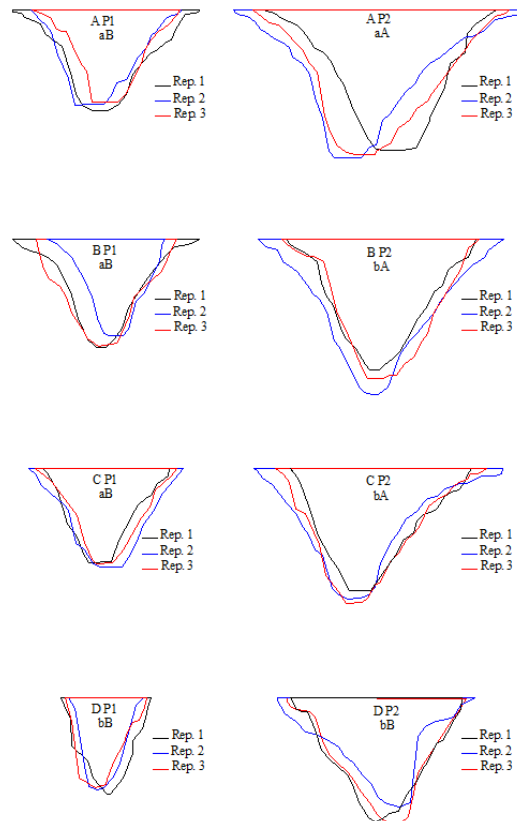 A P1
aB
Rep. 1
Rep. 2
Rep. 3
A P2
aA
Rep. 1
Rep. 2
Rep. 3
B P1
aB
Rep. 1
Rep. 2
Rep. 3
B P2
bA
Rep. 1
Rep. 2
Rep. 3
C P1
aB
Rep. 1
Rep. 2
Rep. 3
C P2
bA
Rep. 1
Rep. 2
Rep. 3
D P1
bB
Rep. 1
Rep. 2
Rep. 3
D P2
bB
Rep. 1
Rep. 2
Rep. 3